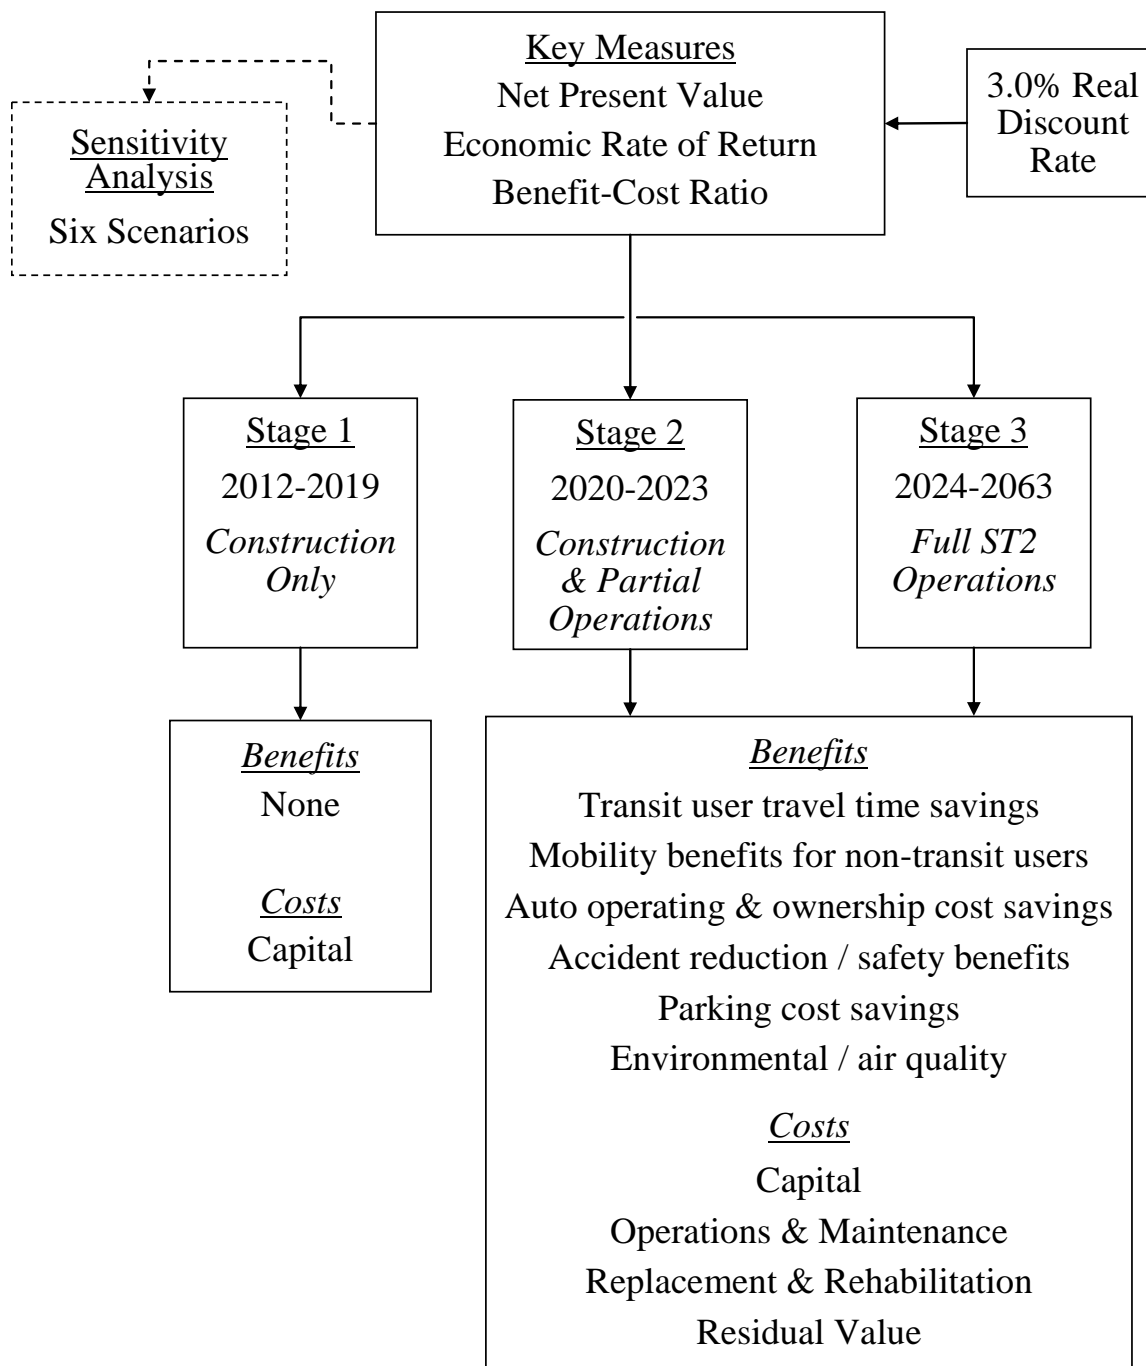 Key Measures
Net Present Value
Economic Rate of Return
Benefit-Cost Ratio
3.0% Real
Discount
Rate
Sensitivity
Analysis
Six Scenarios
Stage 1
2012-2019
Construction
Only
Stage 2
2020-2023
Construction
& Partial
Operations
Stage 3
2024-2063
Full ST2
Operations
Benefits
None
Costs
Capital
Benefits
Transit user travel time savings
Mobility benefits for non-transit users
Auto operating & ownership cost savings
Accident reduction / safety benefits
Parking cost savings
Environmental / air quality
Costs
Capital
Operations & Maintenance
Replacement & Rehabilitation
Residual Value